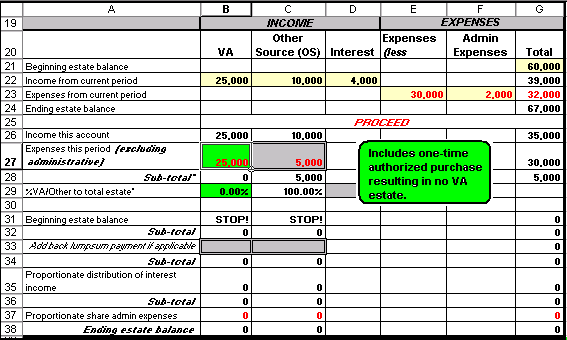 A B C D E F G
19 INCOME EXPENSES
20 VA Other Source (OS) Interest Expenses (less Admin Expenses Total
21 Beginning estate balance 60,000
22 Income from current period 25,000 10,000 4,000 39,000
23 Expenses from current period 30,000 2,000 32,000
24 Ending estate balance 67,000
25 PROCEED
26 Income this account 25,000 10,000 35,000
27 Expenses this period (excluding administrative) 25,000 5,000 30,000
28 Sub-total* 0 5,000 5,000
29 %VA/Other to total estate* 0.00% 100.00%
Includes one-time
authorized purchase
resulting in no VA
estate.
30
31 Beginning estate balance STOP! STOP! 0
32 Sub-total 0 0 0
33 Add back lumpsum payment if applicable 0
34 Sub-total 0 0 0
35 Proportionate distribution of interest income 0 0 0
36 Sub-total 0 0 0
37 Proportionate share admin expenses 0 0 0
38 Ending estate balance 0 0 0